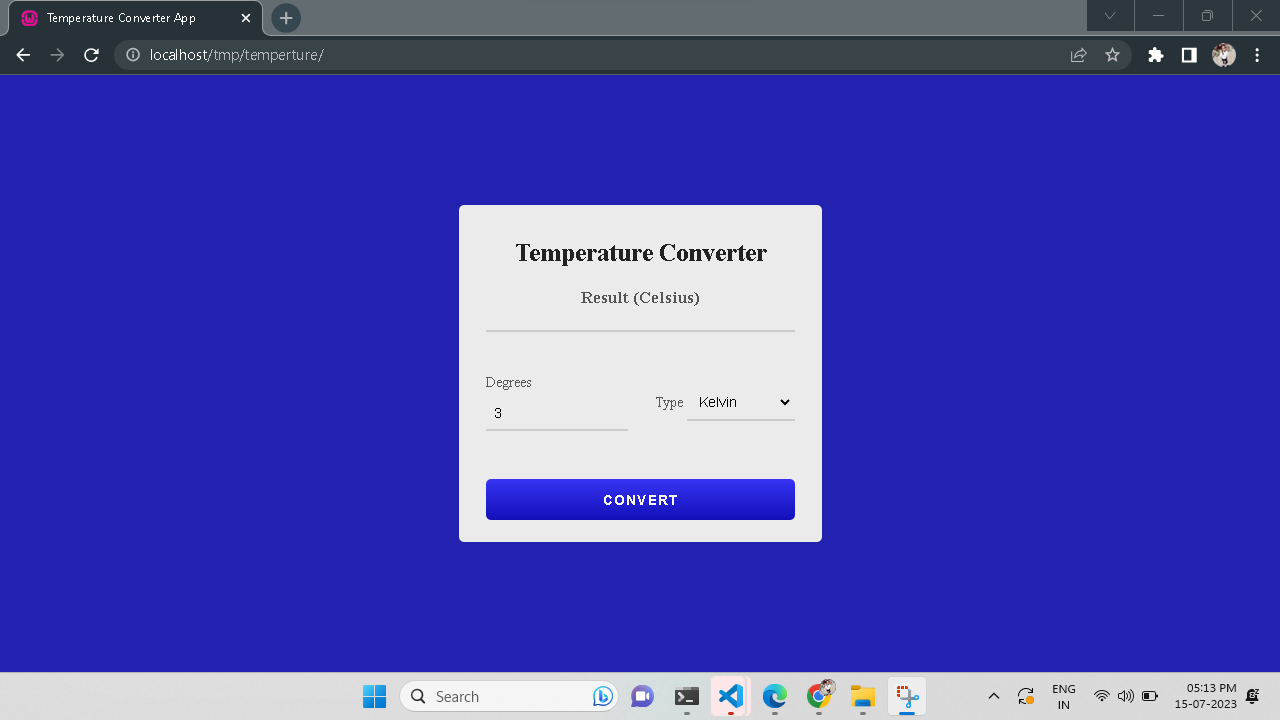 Temperature Converter App
localhost/tmp/temperture/
Temperature Converter
Result (Celsius)
Degrees
3
Type Kelvin
CONVERT
Search
ENG
IN
05:13 PM
15-07-2023